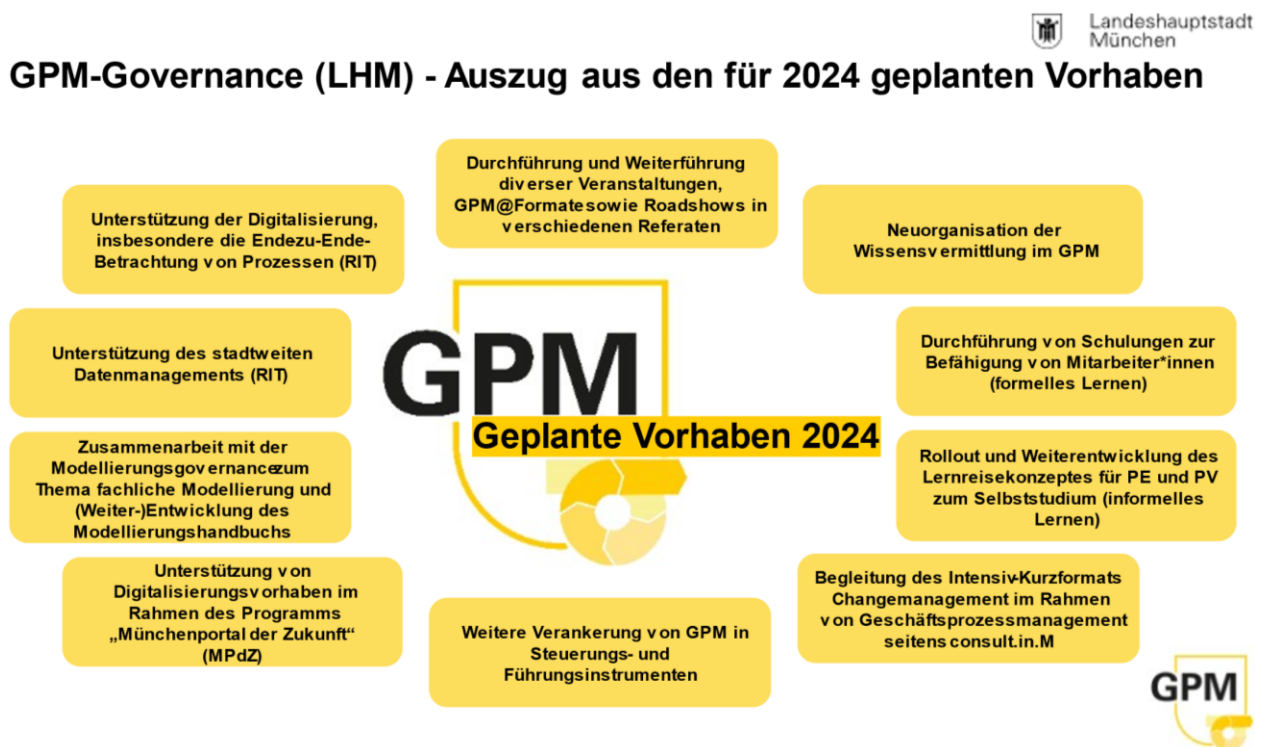 Landeshauptstadt
München
GPM-Governance (LHM) - Auszug aus den für 2024 geplanten Vorhaben
Durchführung und Weiterführung
diverser Veranstaltungen,
GPM@Formatesowie Roadshows in
verschiedenen Referaten
Unterstützung der Digitalisierung,
insbesondere die Endezu-Ende-
Betrachtung von Prozessen (RIT)
Neuorganisation der
Wissensvermittlung im GPM
Unterstützung des stadtweiten
Datenmanagements (RIT)
Durchführung von Schulungen zur
Befähigung von Mitarbeiter*innen
(formelles Lernen)
GPM
Geplante Vorhaben 2024
Zusammenarbeit mit der
Modellierungsgovernancezum
Thema fachliche Modellierung und
(Weiter-)Entwicklung des
Modellierungshandbuchs
Rollout und Weiterentwicklung des
Lernreisekonzeptes für PE und PV
zum Selbststudium (informelles
Lernen)
Unterstützung von
Digitalisierungsvorhaben im
Rahmen des Programms
„Münchenportal der Zukunft“
(MPdZ)
Weitere Verankerung von GPM in
Steuerungs- und
Führungsinstrumenten
Begleitung des Intensiv-Kurzformats
Changemanagement im Rahmen
von Geschäftsprozessmanagement
seitens consult.in.M
GPM